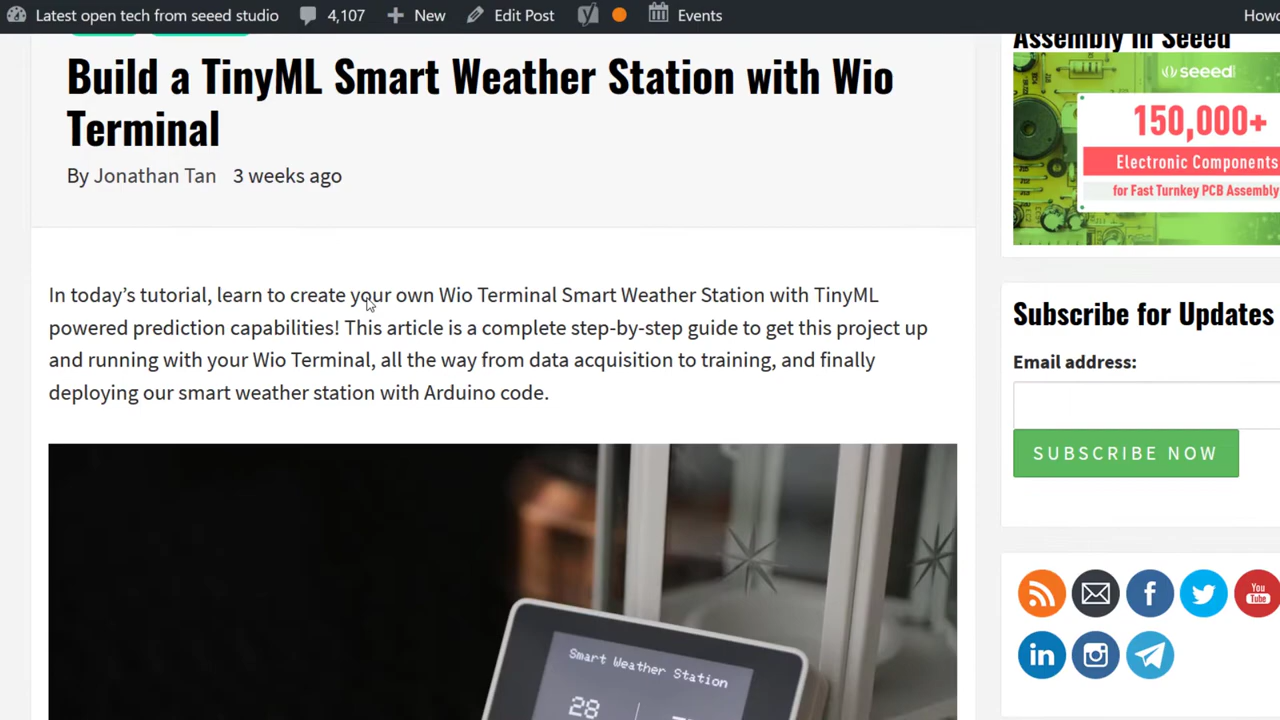 Latest open tech from seeed studio 4,107 New Edit Post Events
Build a TinyML Smart Weather Station with Wio
Terminal
By Jonathan Tan 3 weeks ago
In today's tutorial, learn to create your own Wio Terminal Smart Weather Station with TinyML
powered prediction capabilities! This article is a complete step-by-step guide to get this project up
and running with your Wio Terminal, all the way from data acquisition to training, and finally
deploying our smart weather station with Arduino code.
Smart Weather Station
28
Assembly in Seeed
seeed
150,000+
Electronic Components
for Fast Turnkey PCB Assembly
Subscribe for Updates
Email address:
SUBSCRIBE NOW
You
Tube
in